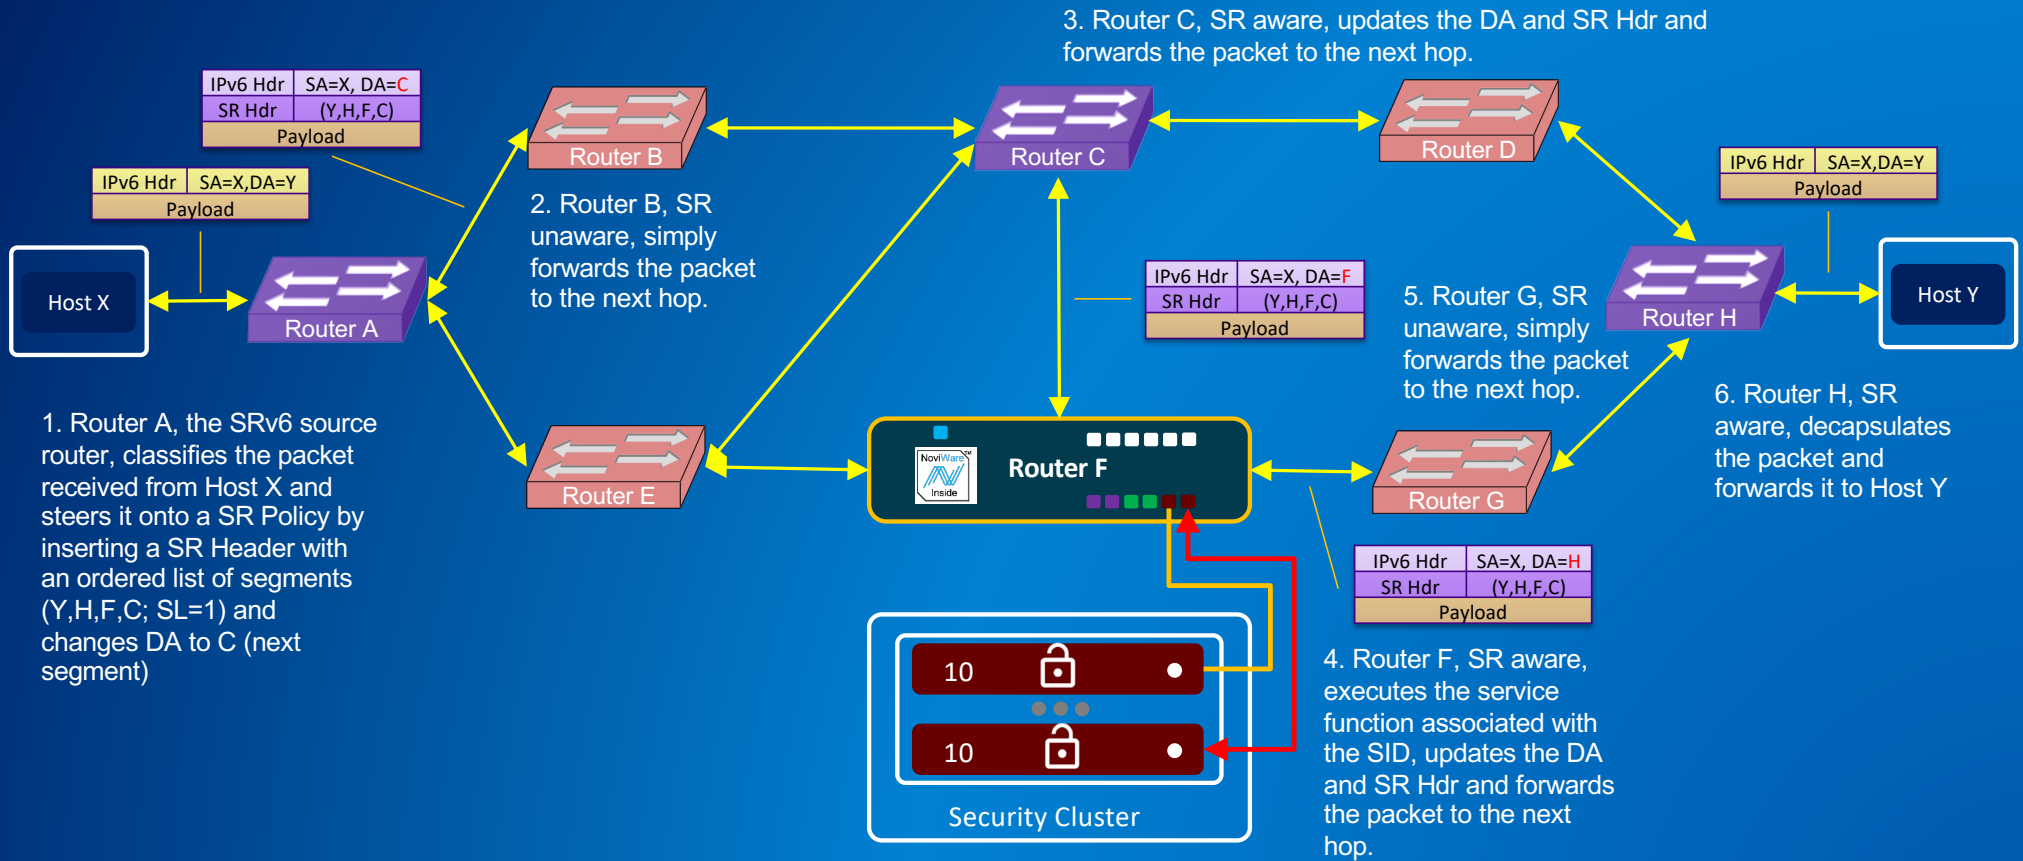 3. Router C, SR aware, updates the DA and SR Hdr and
forwards the packet to the next hop.
IPv6 Hdr SA=X, DA=C
SR Hdr (Y,H,F,C)
Payload
IPv6 Hdr SA=X,DA=Y
Payload
Router B
Router C
Router D
IPv6 Hdr SA=X,DA=Y
Payload
2. Router B, SR
unaware, simply
forwards the packet
to the next hop.
Host X
Router A
IPv6 Hdr SA=X, DA=F
SR Hdr (Y,H,F,C)
Payload
5. Router G, SR
unaware, simply
forwards the packet
to the next hop.
Router H
Host Y
1. Router A, the SRv6 source
router, classifies the packet
received from Host X and
steers it onto a SR Policy by
inserting a SR Header with
an ordered list of segments
(Y,H,F,C; SL=1) and
changes DA to C (next
segment)
Router E
NoviWare™
Inside
Router F
Router G
6. Router H, SR
aware, decapsulates
the packet and
forwards it to Host Y
IPv6 Hdr SA=X, DA=H
SR Hdr (Y,H,F,C)
Payload
10
10
Security Cluster
4. Router F, SR aware,
executes the service
function associated with
the SID, updates the DA
and SR Hdr and forwards
the packet to the next
hop.